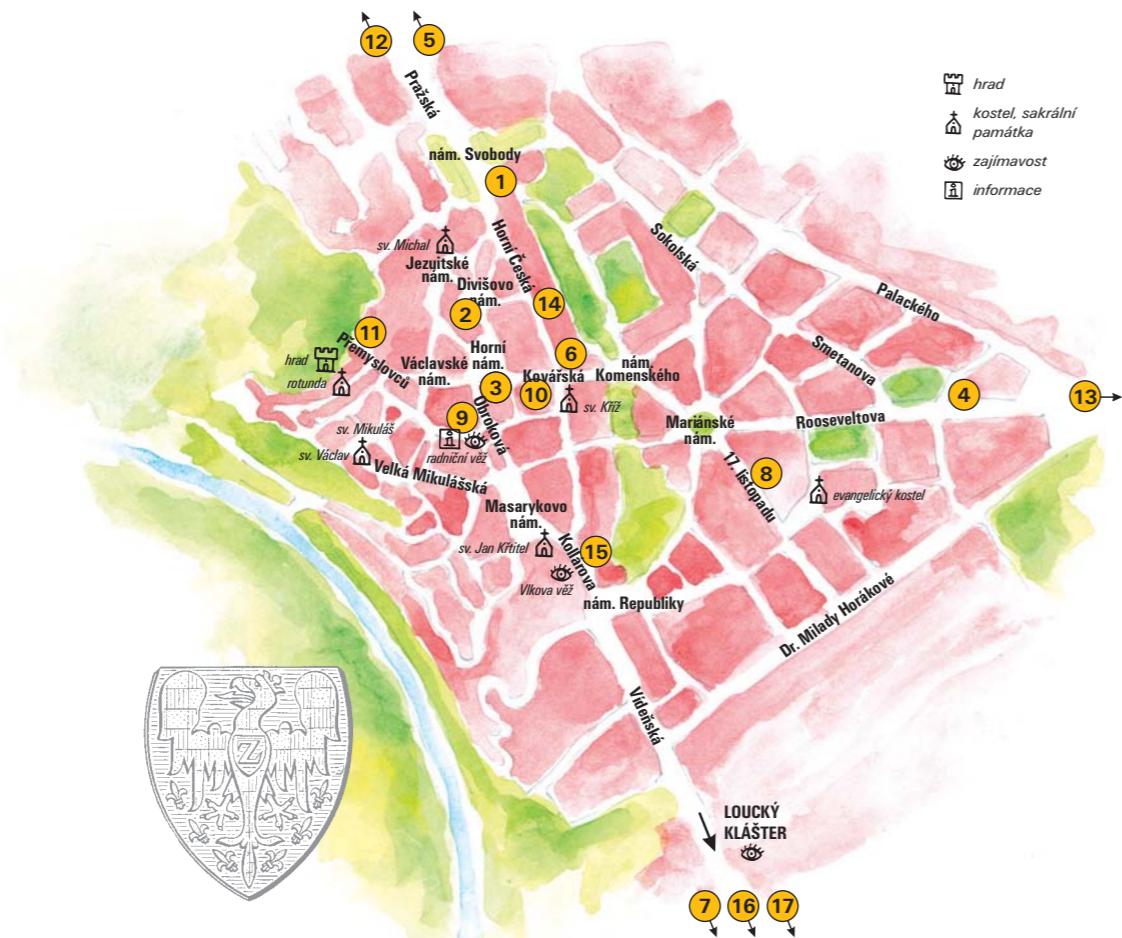 12
5
Pražská
hrad
kostel, sakrální
památka
zajímavost
i informace
nám. Svobody
1
sv. Michal
Jezuitské
nám.
Horní Česká
Sokolská
Divišovo
nám.
2
14
Palackého
11
Přemyslovců
hrad
rotunda
Horní
nám.
Václavské
nám.
6
nám.
Komenského
Kovářská
3
10
sv. Kříž
Smetanova
4
13
9
Obroková
i
radniční věž
Mariánské
nám.
Rooseveltova
sv. Mikuláš
sv. Václav
Velká Mikulášská
17. listopadu
8
evangelický kostel
Masarykovo
nám.
sv. Jan Křtitel
Kollárova
15
Vlkova věž
nám. Republiky
Dr. Milady Horákové
Vídeňská
Z
LOUCKÝ
KLÁŠTER
7
16
17